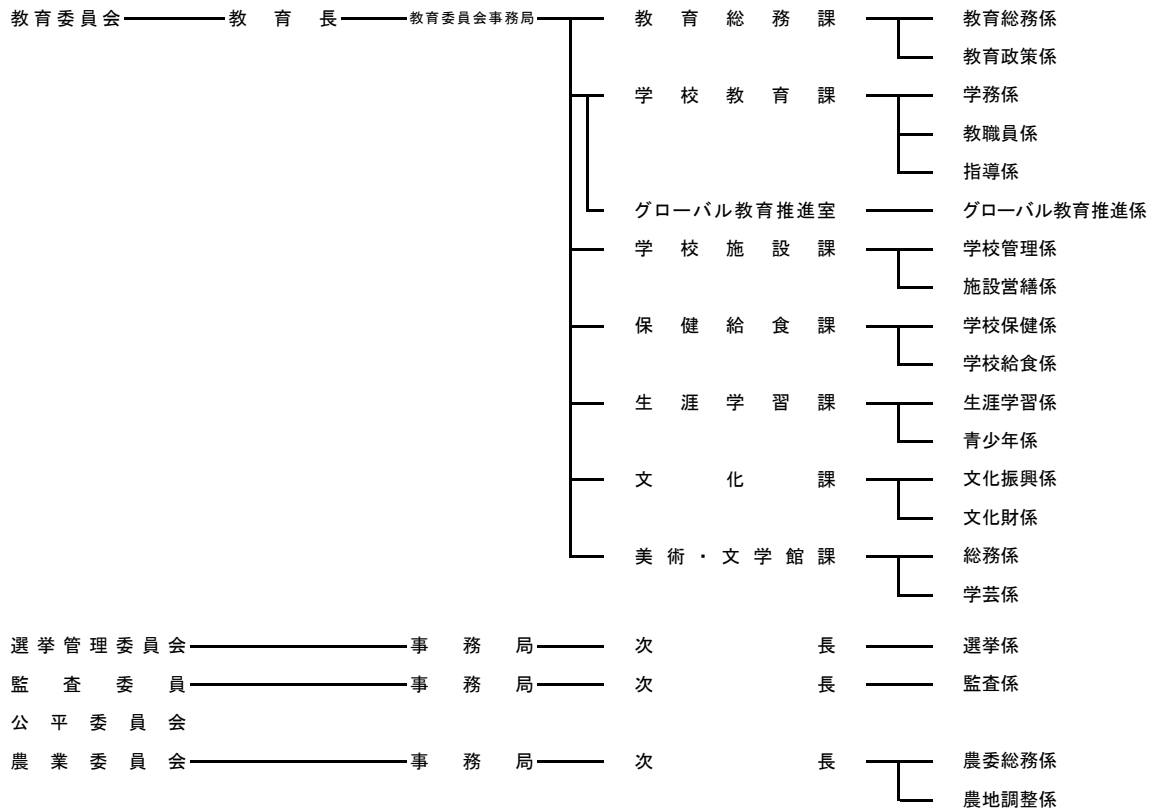 教育委員会 教育長 教育委員会事務局 教育総務課 教育総務係
教育政策係
学校教育課 学務係
教職員係
指導係
グローバル教育推進室 グローバル教育推進係
学校施設課 学校管理係
施設営繕係
保健給食課 学校保健係
学校給食係
生涯学習課 生涯学習係
青少年係
文化課 文化振興係
文化財係
美術・文学館課 総務係
学芸係
選挙管理委員会 事務局 次長 選挙係
監査委員 事務局 次長 監査係
公平委員会
農業委員会 事務局 次長 農委総務係
農地調整係